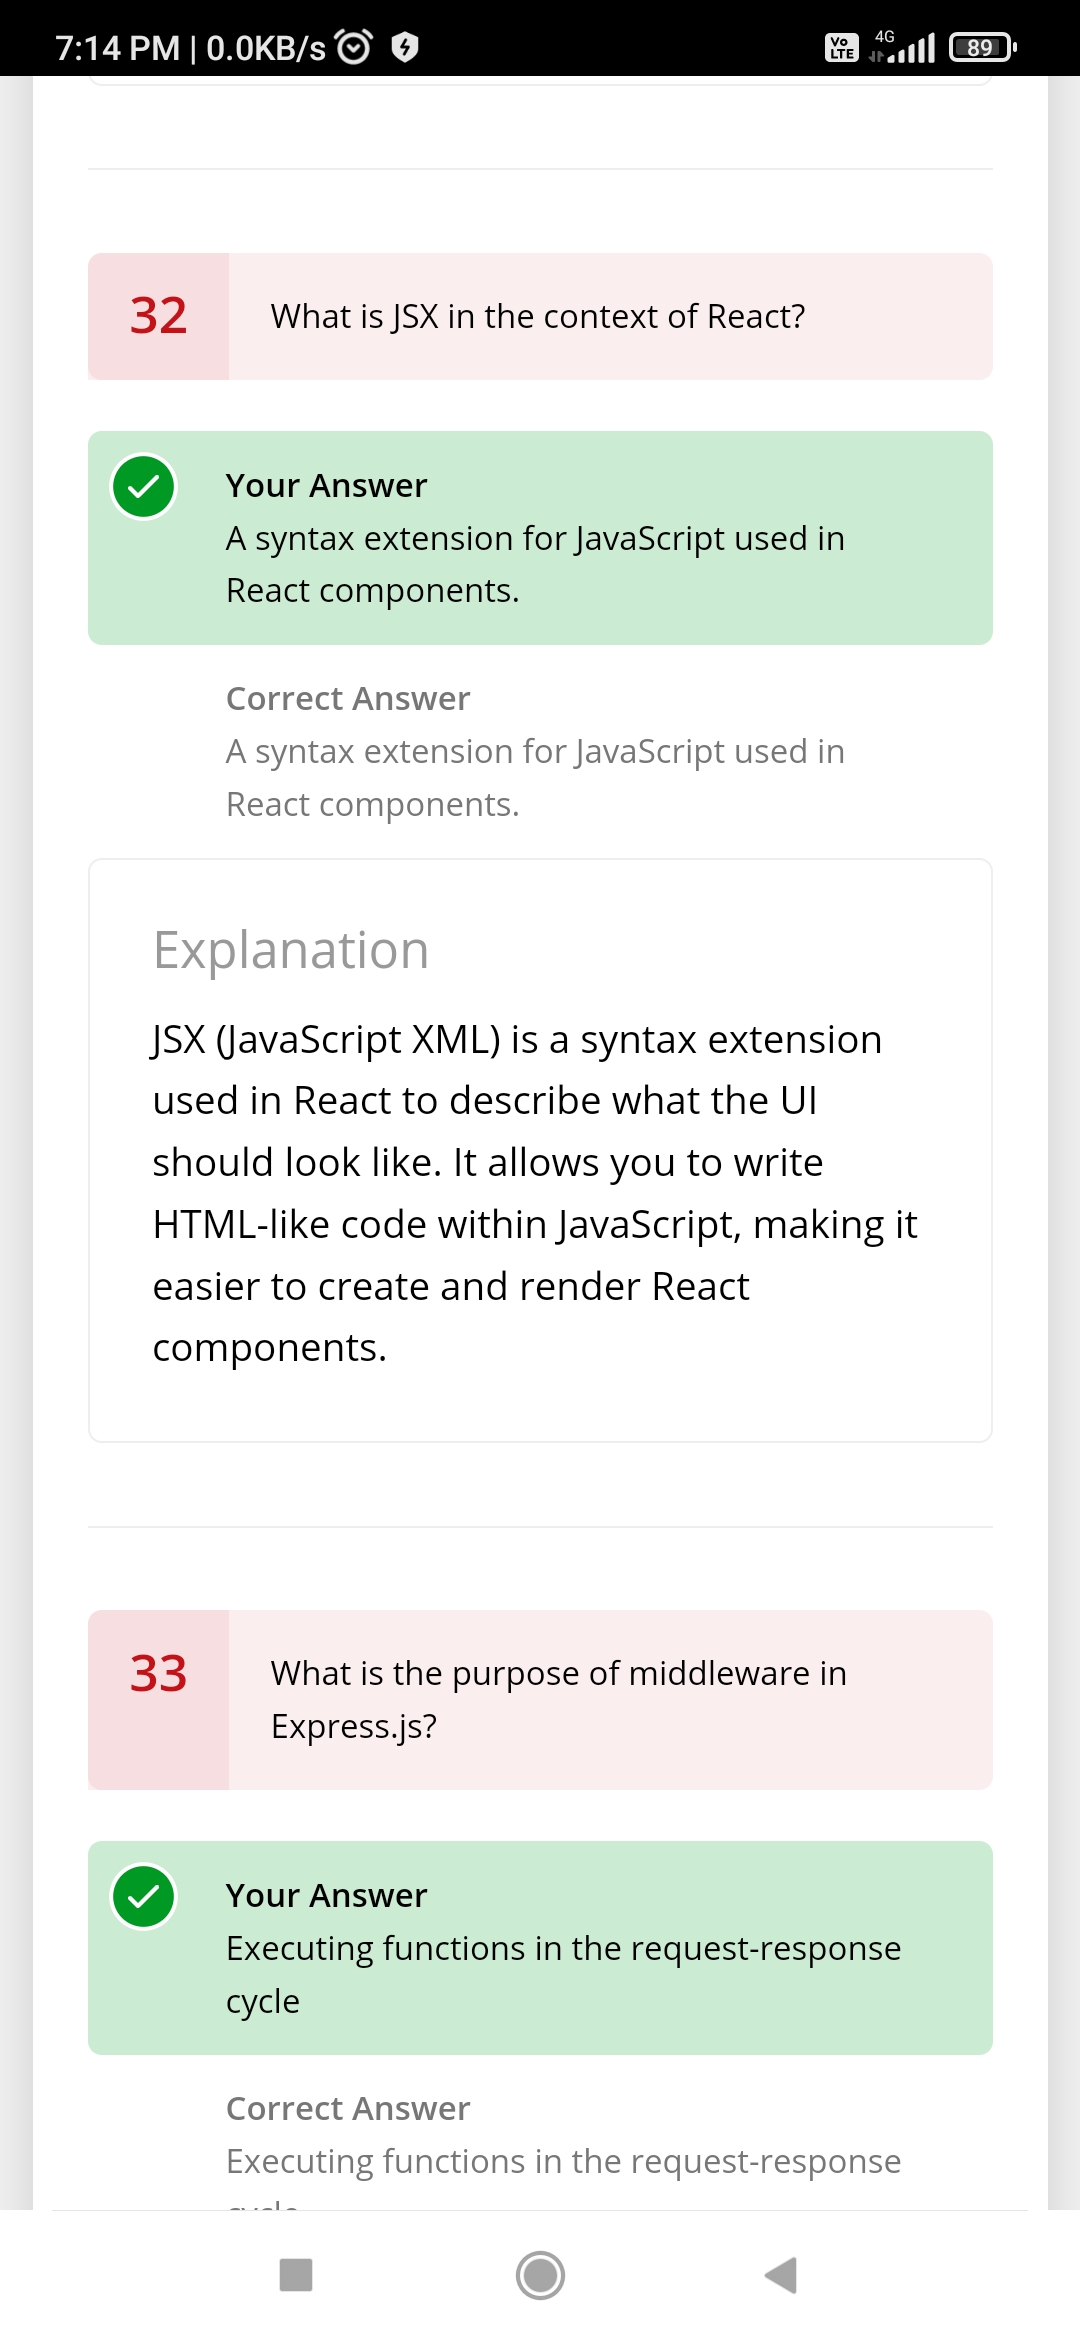 7:14 PM | 0.0KB/s
Vo LTE 4G 89
32
What is JSX in the context of React?
Your Answer
A syntax extension for JavaScript used in
React components.
Correct Answer
A syntax extension for JavaScript used in
React components.
Explanation
JSX (JavaScript XML) is a syntax extension
used in React to describe what the UI
should look like. It allows you to write
HTML-like code within JavaScript, making it
easier to create and render React
components.
33
What is the purpose of middleware in
Express.js?
Your Answer
Executing functions in the request-response
cycle
Correct Answer
Executing functions in the request-response